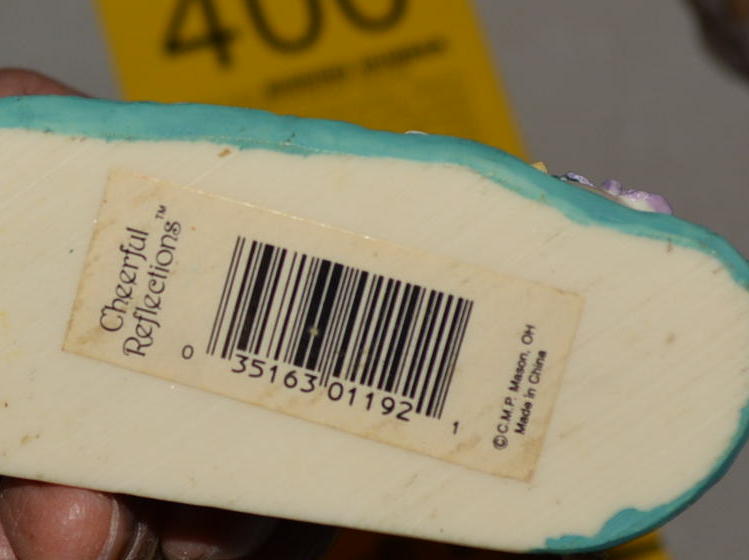 400
Cheerful
Reflections™
0 35163 01192 1
© C.M.P. Mason, OH
Made in China